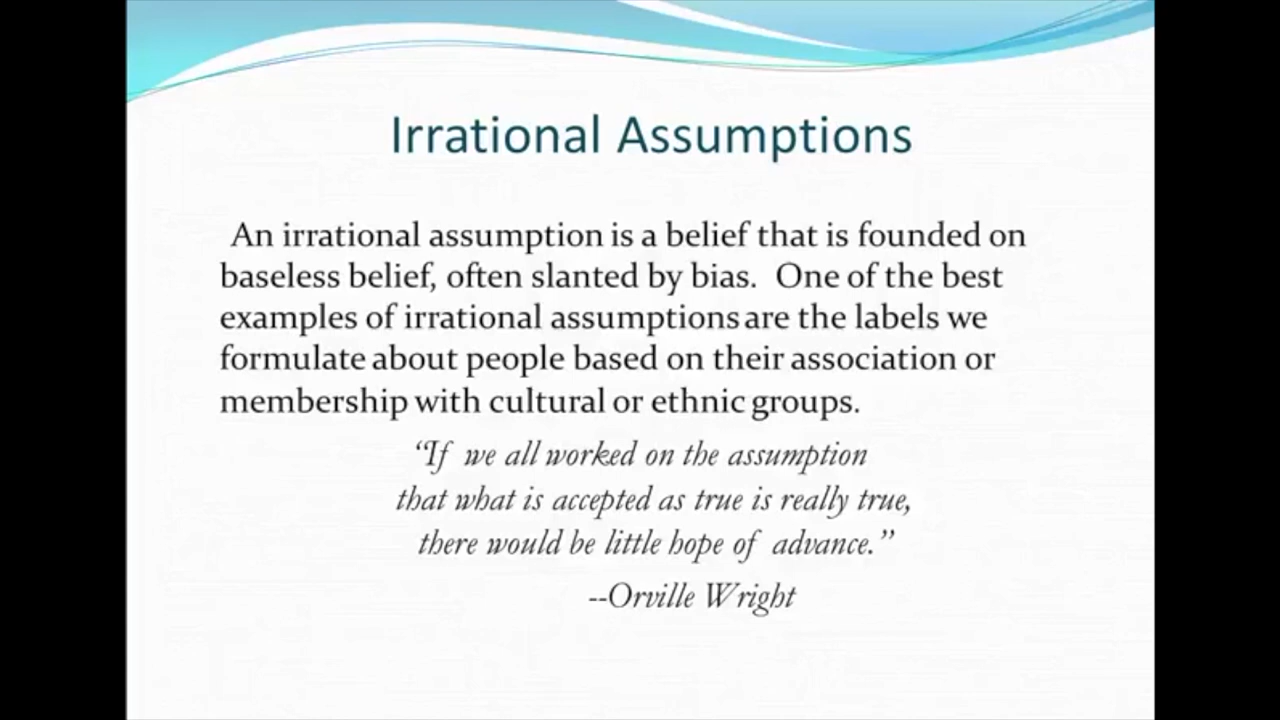 Irrational Assumptions
An irrational assumption is a belief that is founded on
baseless belief, often slanted by bias.  One of the best
examples of irrational assumptions are the labels we
formulate about people based on their association or
membership with cultural or ethnic groups.
“If we all worked on the assumption
that what is accepted as true is really true,
there would be little hope of advance.”
--Orville Wright